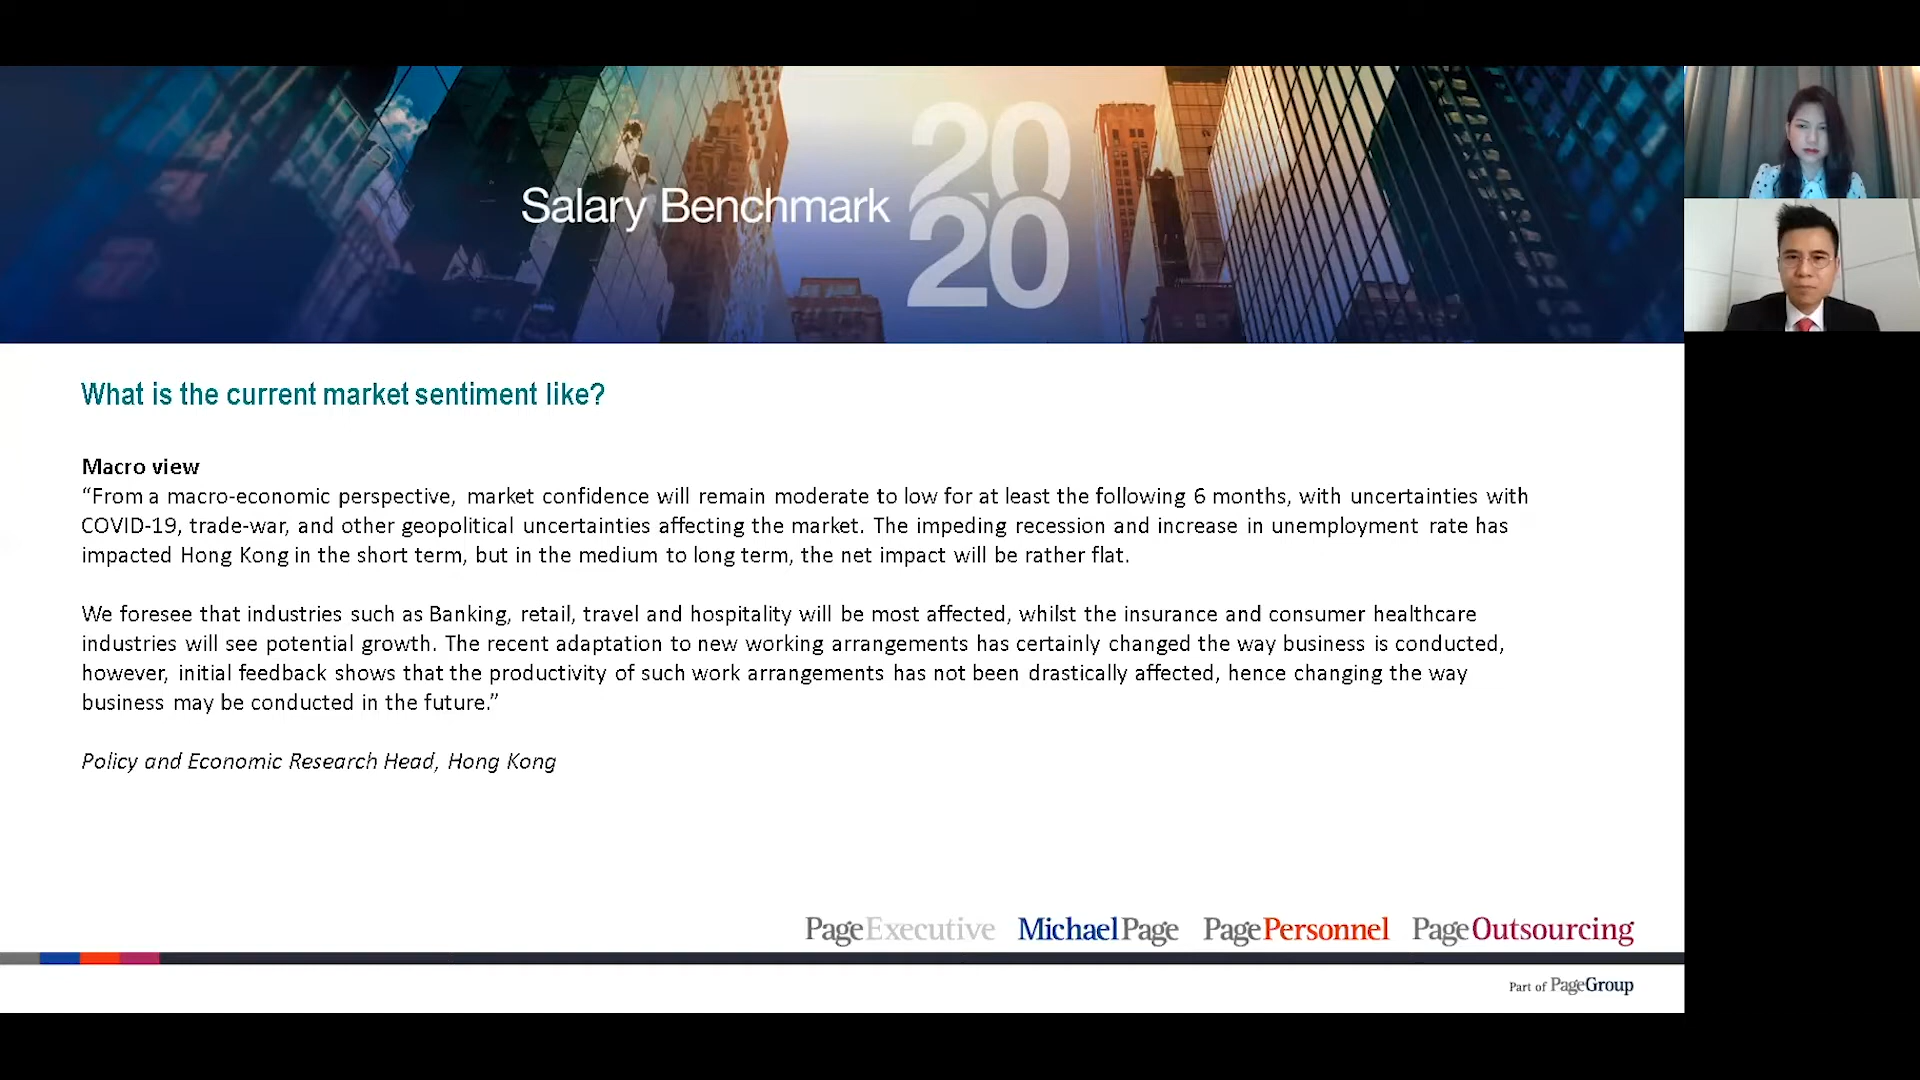 Salary Benchmark
20
20
What is the current market sentiment like?
Macro view
“From a macro-economic perspective, market confidence will remain moderate to low for at least the following 6 months, with uncertainties with
COVID-19, trade-war, and other geopolitical uncertainties affecting the market. The impeding recession and increase in unemployment rate has
impacted Hong Kong in the short term, but in the medium to long term, the net impact will be rather flat.
We foresee that industries such as Banking, retail, travel and hospitality will be most affected, whilst the insurance and consumer healthcare
industries will see potential growth. The recent adaptation to new working arrangements has certainly changed the way business is conducted,
however, initial feedback shows that the productivity of such work arrangements has not been drastically affected, hence changing the way
business may be conducted in the future.”
Policy and Economic Research Head, Hong Kong
PageExecutive MichaelPage PagePersonnel PageOutsourcing
Part of PageGroup